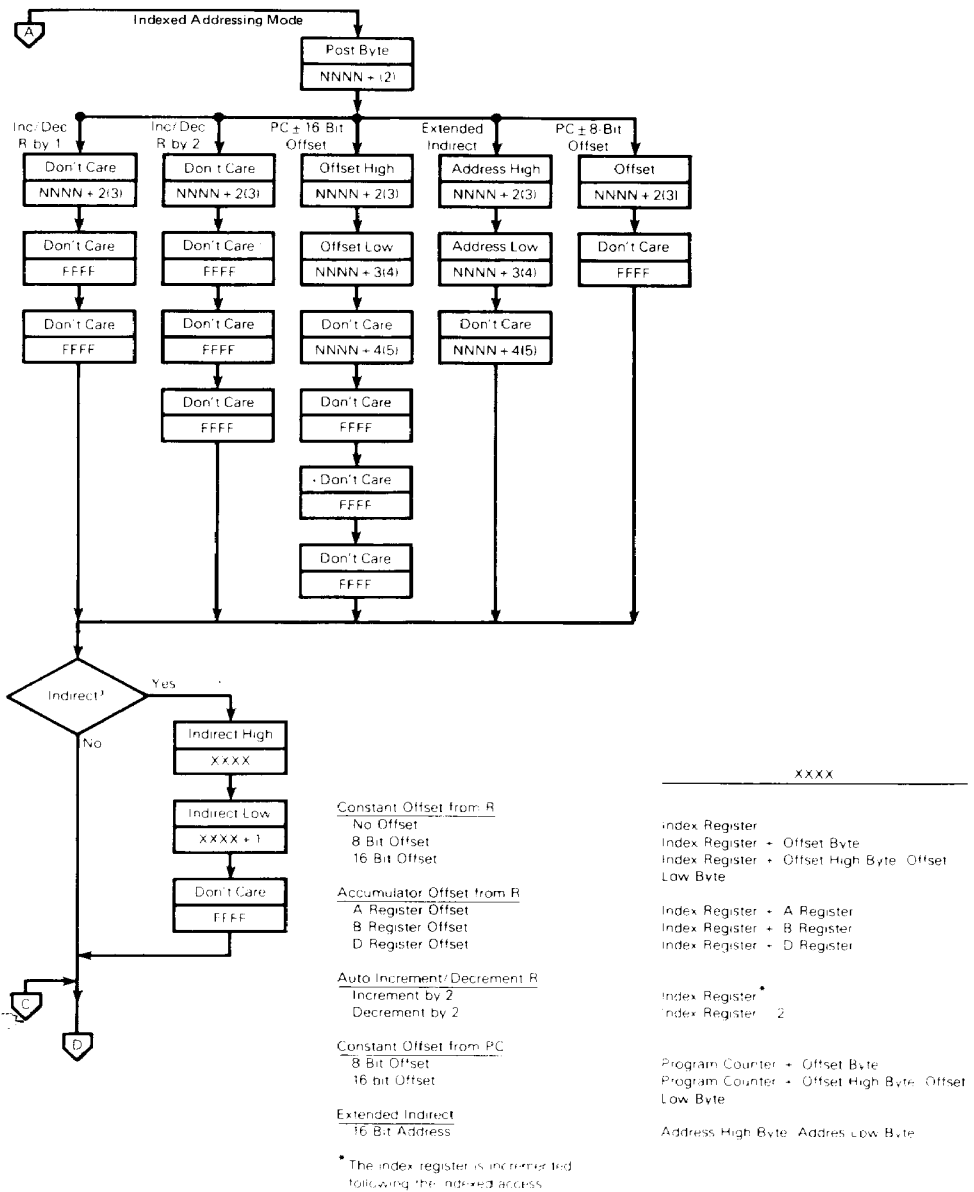 Indexed Addressing Mode
A
Post Byte
NNNN + (2)
Inc/Dec
R by 1
Don't Care
NNNN + 2(3)
Don't Care
FFFF
Don't Care
FFFF
Inc/Dec
R by 2
Don't Care
NNNN + 2(3)
Don't Care
FFFF
Don't Care
FFFF
Don't Care
FFFF
PC ± 16 Bit
Offset
Offset High
NNNN + 2(3)
Offset Low
NNNN + 3(4)
Don't Care
NNNN + 4(5)
Don't Care
FFFF
Don't Care
FFFF
Don't Care
FFFF
Extended
Indirect
Address High
NNNN + 2(3)
Address Low
NNNN + 3(4)
Don't Care
NNNN + 4(5)
PC ± 8-Bit
Offset
Offset
NNNN + 2(3)
Don't Care
FFFF
Indirect?
Yes
No
Indirect High
XXXX
Indirect Low
XXXX + 1
Don't Care
FFFF
C
D
XXXX
Constant Offset from R
No Offset
Index Register
8 Bit Offset
Index Register + Offset Byte
16 Bit Offset
Index Register + Offset High Byte Offset
Low Byte
Accumulator Offset from R
A Register Offset
Index Register + A Register
B Register Offset
Index Register + B Register
D Register Offset
Index Register + D Register
Auto Increment/Decrement R
Increment by 2
Index Register*
Decrement by 2
Index Register 2
Constant Offset from PC
8 Bit Offset
Program Counter + Offset Byte
16 bit Offset
Program Counter + Offset High Byte Offset
Low Byte
Extended Indirect
16 Bit Address
Address High Byte Addres Low Byte
* The index register is incremented
following the indexed access